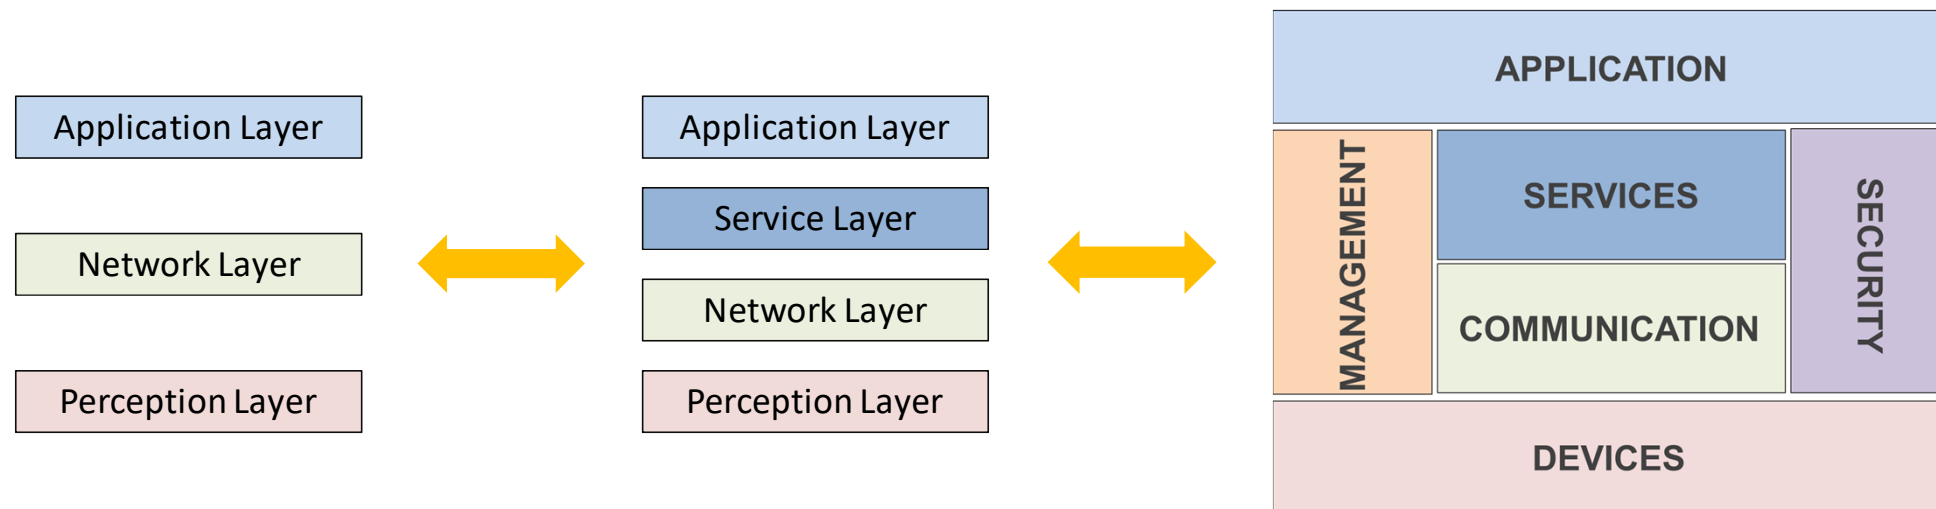 Application Layer
Network Layer
Perception Layer
Application Layer
Service Layer
Network Layer
Perception Layer
APPLICATION
MANAGEMENT
SERVICES
COMMUNICATION
SECURITY
DEVICES